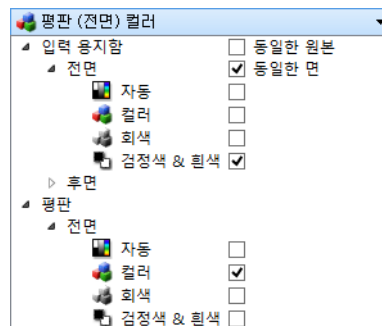 평판 (전면) 컬러
입력 용지함 동일한 원본
전면 동일한 면
자동
컬러
회색
검정색 & 흰색
후면
평판
전면
자동
컬러
회색
검정색 & 흰색